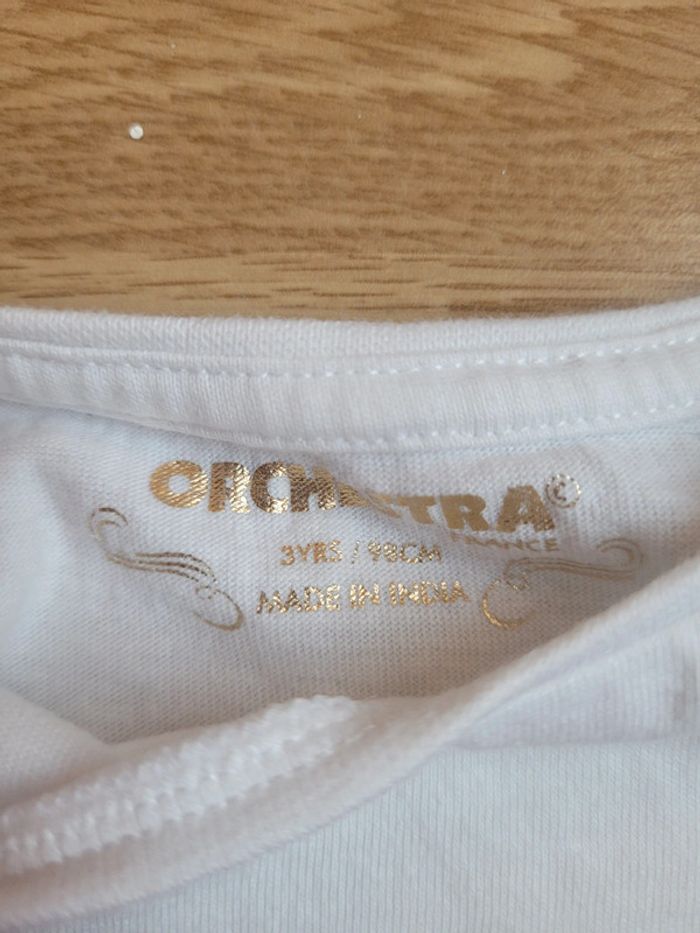 ORCHESTRA©
FRANCE
3YRS / 98CM
MADE IN INDIA